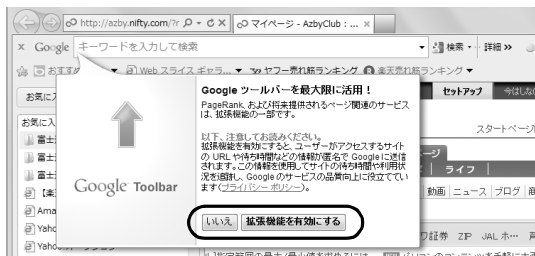 http://azby.nifty.com/?r
マイページ - AzbyClub : ...
Google
キーワードを入力して検索
検索
詳細 »
Web スライス ギャラ...
ヤフー売れ筋ランキング
楽天売れ筋ランキング
お気に
セットアップ
お気に
Google ツールバーを最大限に活用！
PageRank、および将来提供されるページ関連のサービス
は、拡張機能の一部です。
スタートページ
富士
富士
富士
以下、注意してお読みください。
拡張機能を有効にすると、ユーザーがアクセスするサイト
の URL や待ち時間などの情報が匿名で Google に送信
されます。この情報を使用してサイトの待ち時間や利用状
況を追跡し、Google のサービスの品質向上に役立ててい
ます(プライバシー ポリシー)。
Google Toolbar
ライフ
動画 ニュース ブログ
Ama
Yaho
Yaho
いいえ
拡張機能を有効にする
ZIP JAL